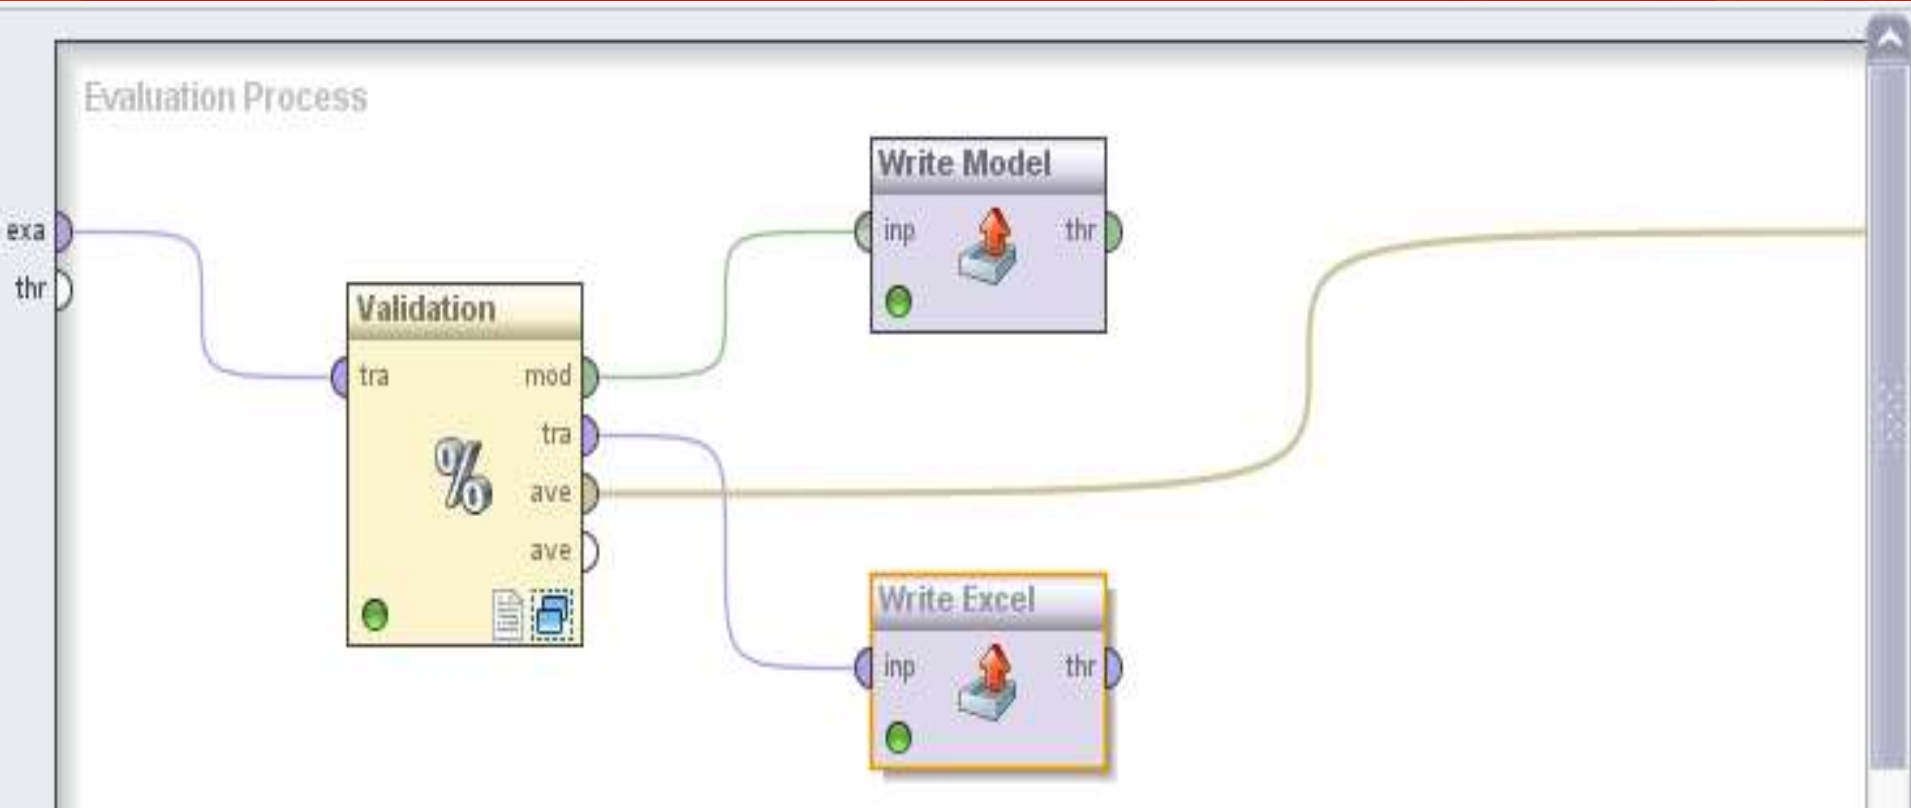 Evaluation Process
exa
thr
Write Model
inp
thr
Validation
tra
mod
tra
%
ave
ave
Write Excel
inp
thr